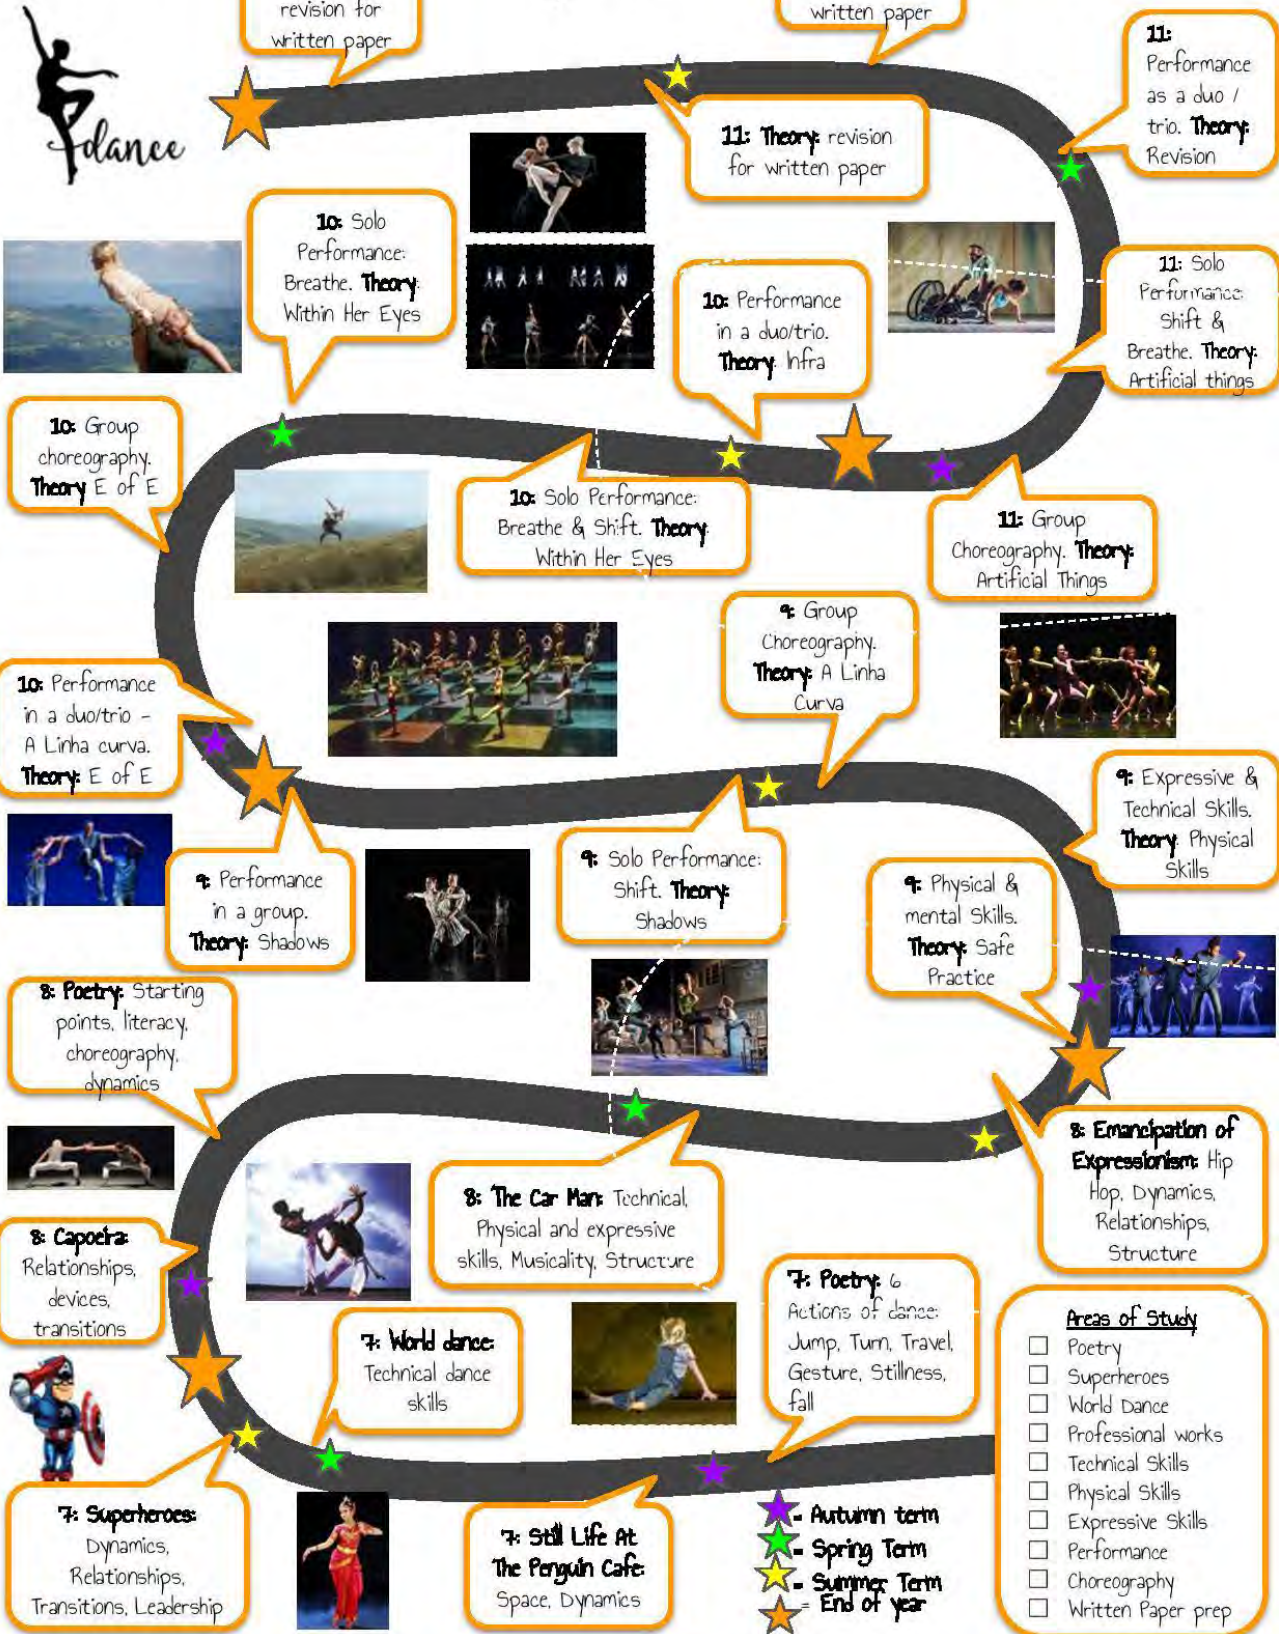 revision for
written paper
written paper
dance
11:
Performance
as a duo /
trio. Theory:
Revision
11: Theory: revision
for written paper
10: Solo
Performance:
Breathe. Theory:
Within Her Eyes
10: Performance
in a duo/trio.
Theory: Infra
11: Solo
Performance:
Shift &
Breathe. Theory:
Artificial things
10: Group
choreography.
Theory E of E
10: Solo Performance:
Breathe & Shift. Theory:
Within Her Eyes
11: Group
Choreography. Theory:
Artificial Things
9: Group
Choreography.
Theory: A Linha
Curva
10: Performance
in a duo/trio -
A Linha curva.
Theory: E of E
9: Expressive &
Technical Skills.
Theory: Physical
Skills
9: Performance
in a group.
Theory: Shadows
9: Solo Performance:
Shift. Theory:
Shadows
9: Physical &
mental Skills.
Theory: Safe
Practice
8: Poetry: Starting
points, literacy,
choreography,
dynamics
8: Emancipation of
Expressionism: Hip
Hop, Dynamics,
Relationships,
Structure
8: The Car Man: Technical,
Physical and expressive
skills, Musicality, Structure
8: Capoeira:
Relationships,
devices,
transitions
7: Poetry: 6
Actions of dance:
Jump, Turn, Travel,
Gesture, Stillness,
fall
7: World dance:
Technical dance
skills
7: Superheroes:
Dynamics,
Relationships,
Transitions, Leadership
7: Still Life At
The Penguin Cafe:
Space, Dynamics
= Autumn term
= Spring Term
= Summer Term
= End of year
Areas of Study
Poetry
Superheroes
World Dance
Professional works
Technical Skills
Physical Skills
Expressive Skills
Performance
Choreography
Written Paper prep